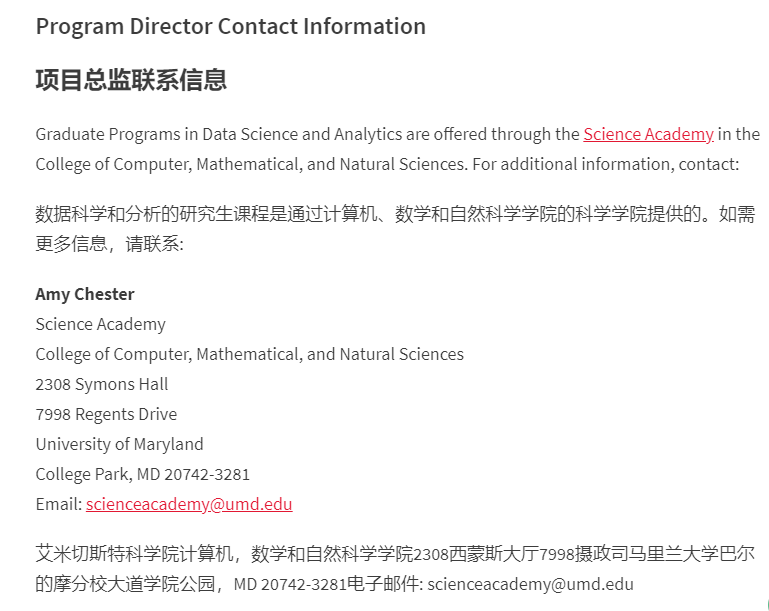 Program Director Contact Information
项目总监联系信息
Graduate Programs in Data Science and Analytics are offered through the Science Academy in the
College of Computer, Mathematical, and Natural Sciences. For additional information, contact:
数据科学和分析的研究生课程是通过计算机、数学和自然科学学院的科学学院提供的。如需
更多信息，请联系:
Amy Chester
Science Academy
College of Computer, Mathematical, and Natural Sciences
2308 Symons Hall
7998 Regents Drive
University of Maryland
College Park, MD 20742-3281
Email: scienceacademy@umd.edu
艾米切斯特科学院计算机，数学和自然科学学院2308西蒙斯大厅7998摄政司马里兰大学巴尔
的摩分校大道学院公园，MD 20742-3281电子邮件: scienceacademy@umd.edu